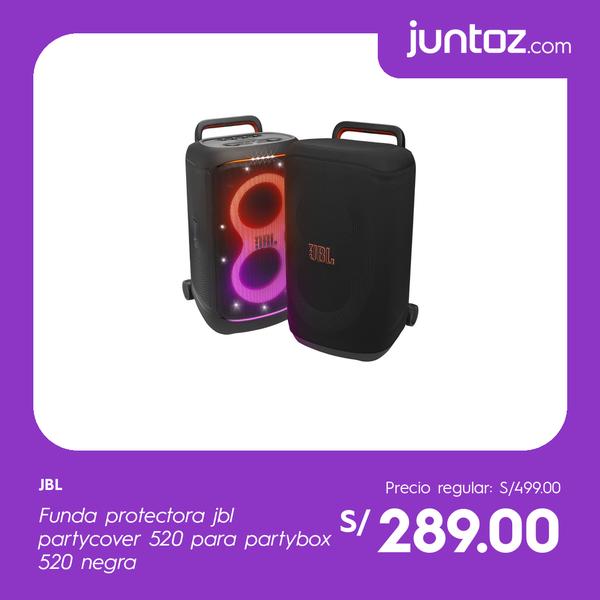 juntoz.com
JBL
JBL
JBL
Funda protectora jbl
partycover 520 para partybox
520 negra
Precio regular: S/499.00
S/ 289.00